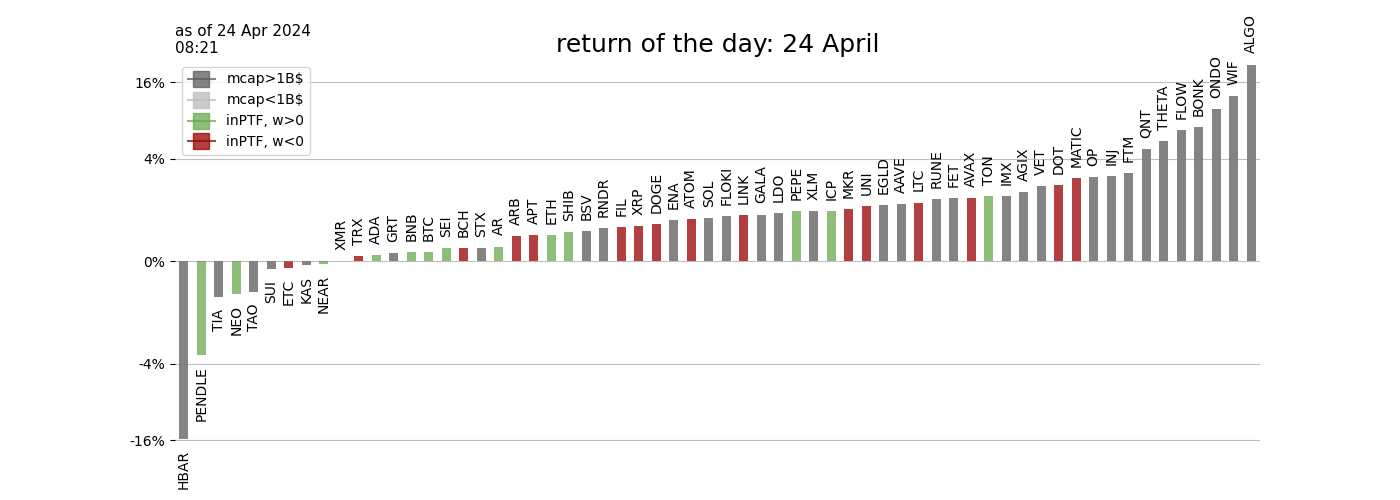 as of 24 Apr 2024
08:21
return of the day: 24 April
mcap>1B$
mcap<1B$
inPTF, w>0
inPTF, w<0
16%
4%
0%
-4%
-16%
HBAR
PENDLE
TIA
NEO
TAO
SUI
ETC
KAS
NEAR
XMR
TRX
ADA
GRT
BNB
BTC
SEI
BCH
STX
AR
ARB
APT
ETH
SHIB
BSV
RNDR
FIL
XRP
DOGE
ENA
ATOM
SOL
FLOKI
LINK
GALA
LDO
PEPE
XLM
ICP
MKR
UNI
EGLD
AAVE
LTC
RUNE
FET
AVAX
TON
IMX
AGIX
VET
DOT
MATIC
OP
INJ
FTM
QNT
THETA
FLOW
BONK
ONDO
WIF
ALGO